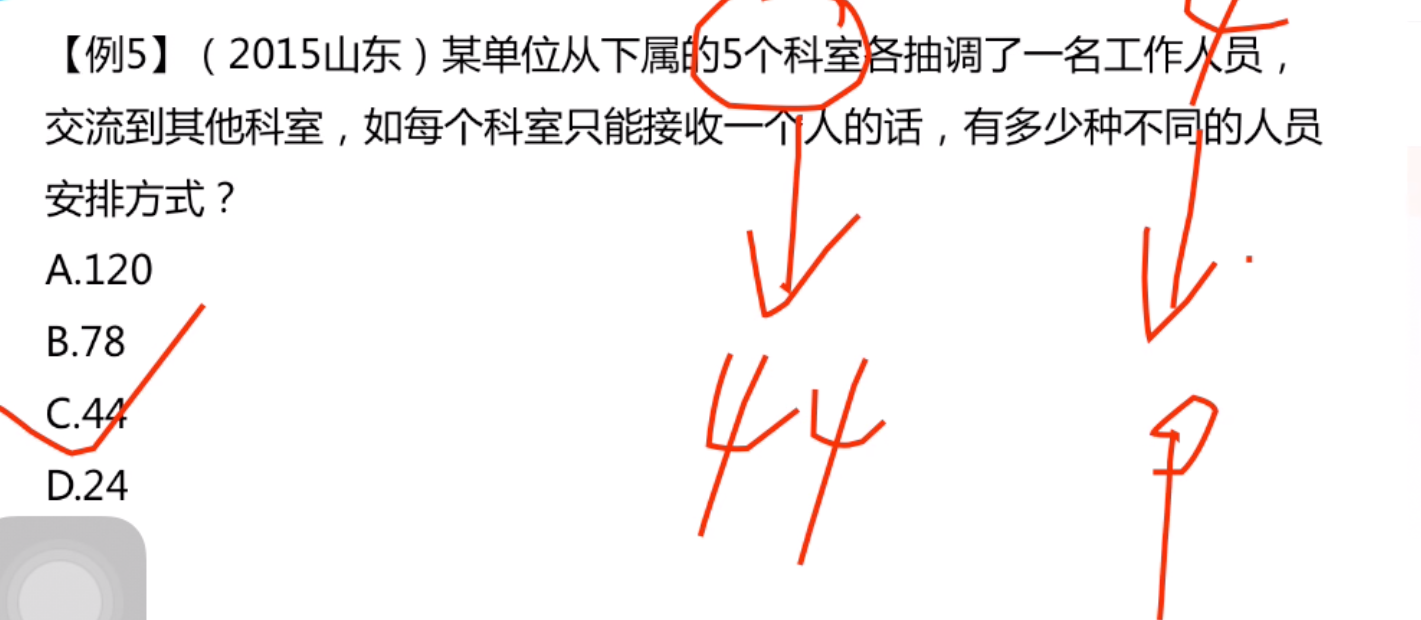 【例5】（2015山东）某单位从下属的5个科室各抽调了一名工作人员，
交流到其他科室，如每个科室只能接收一个人的话，有多少种不同的人员
安排方式？
A.120
B.78
C.44
D.24
44 9